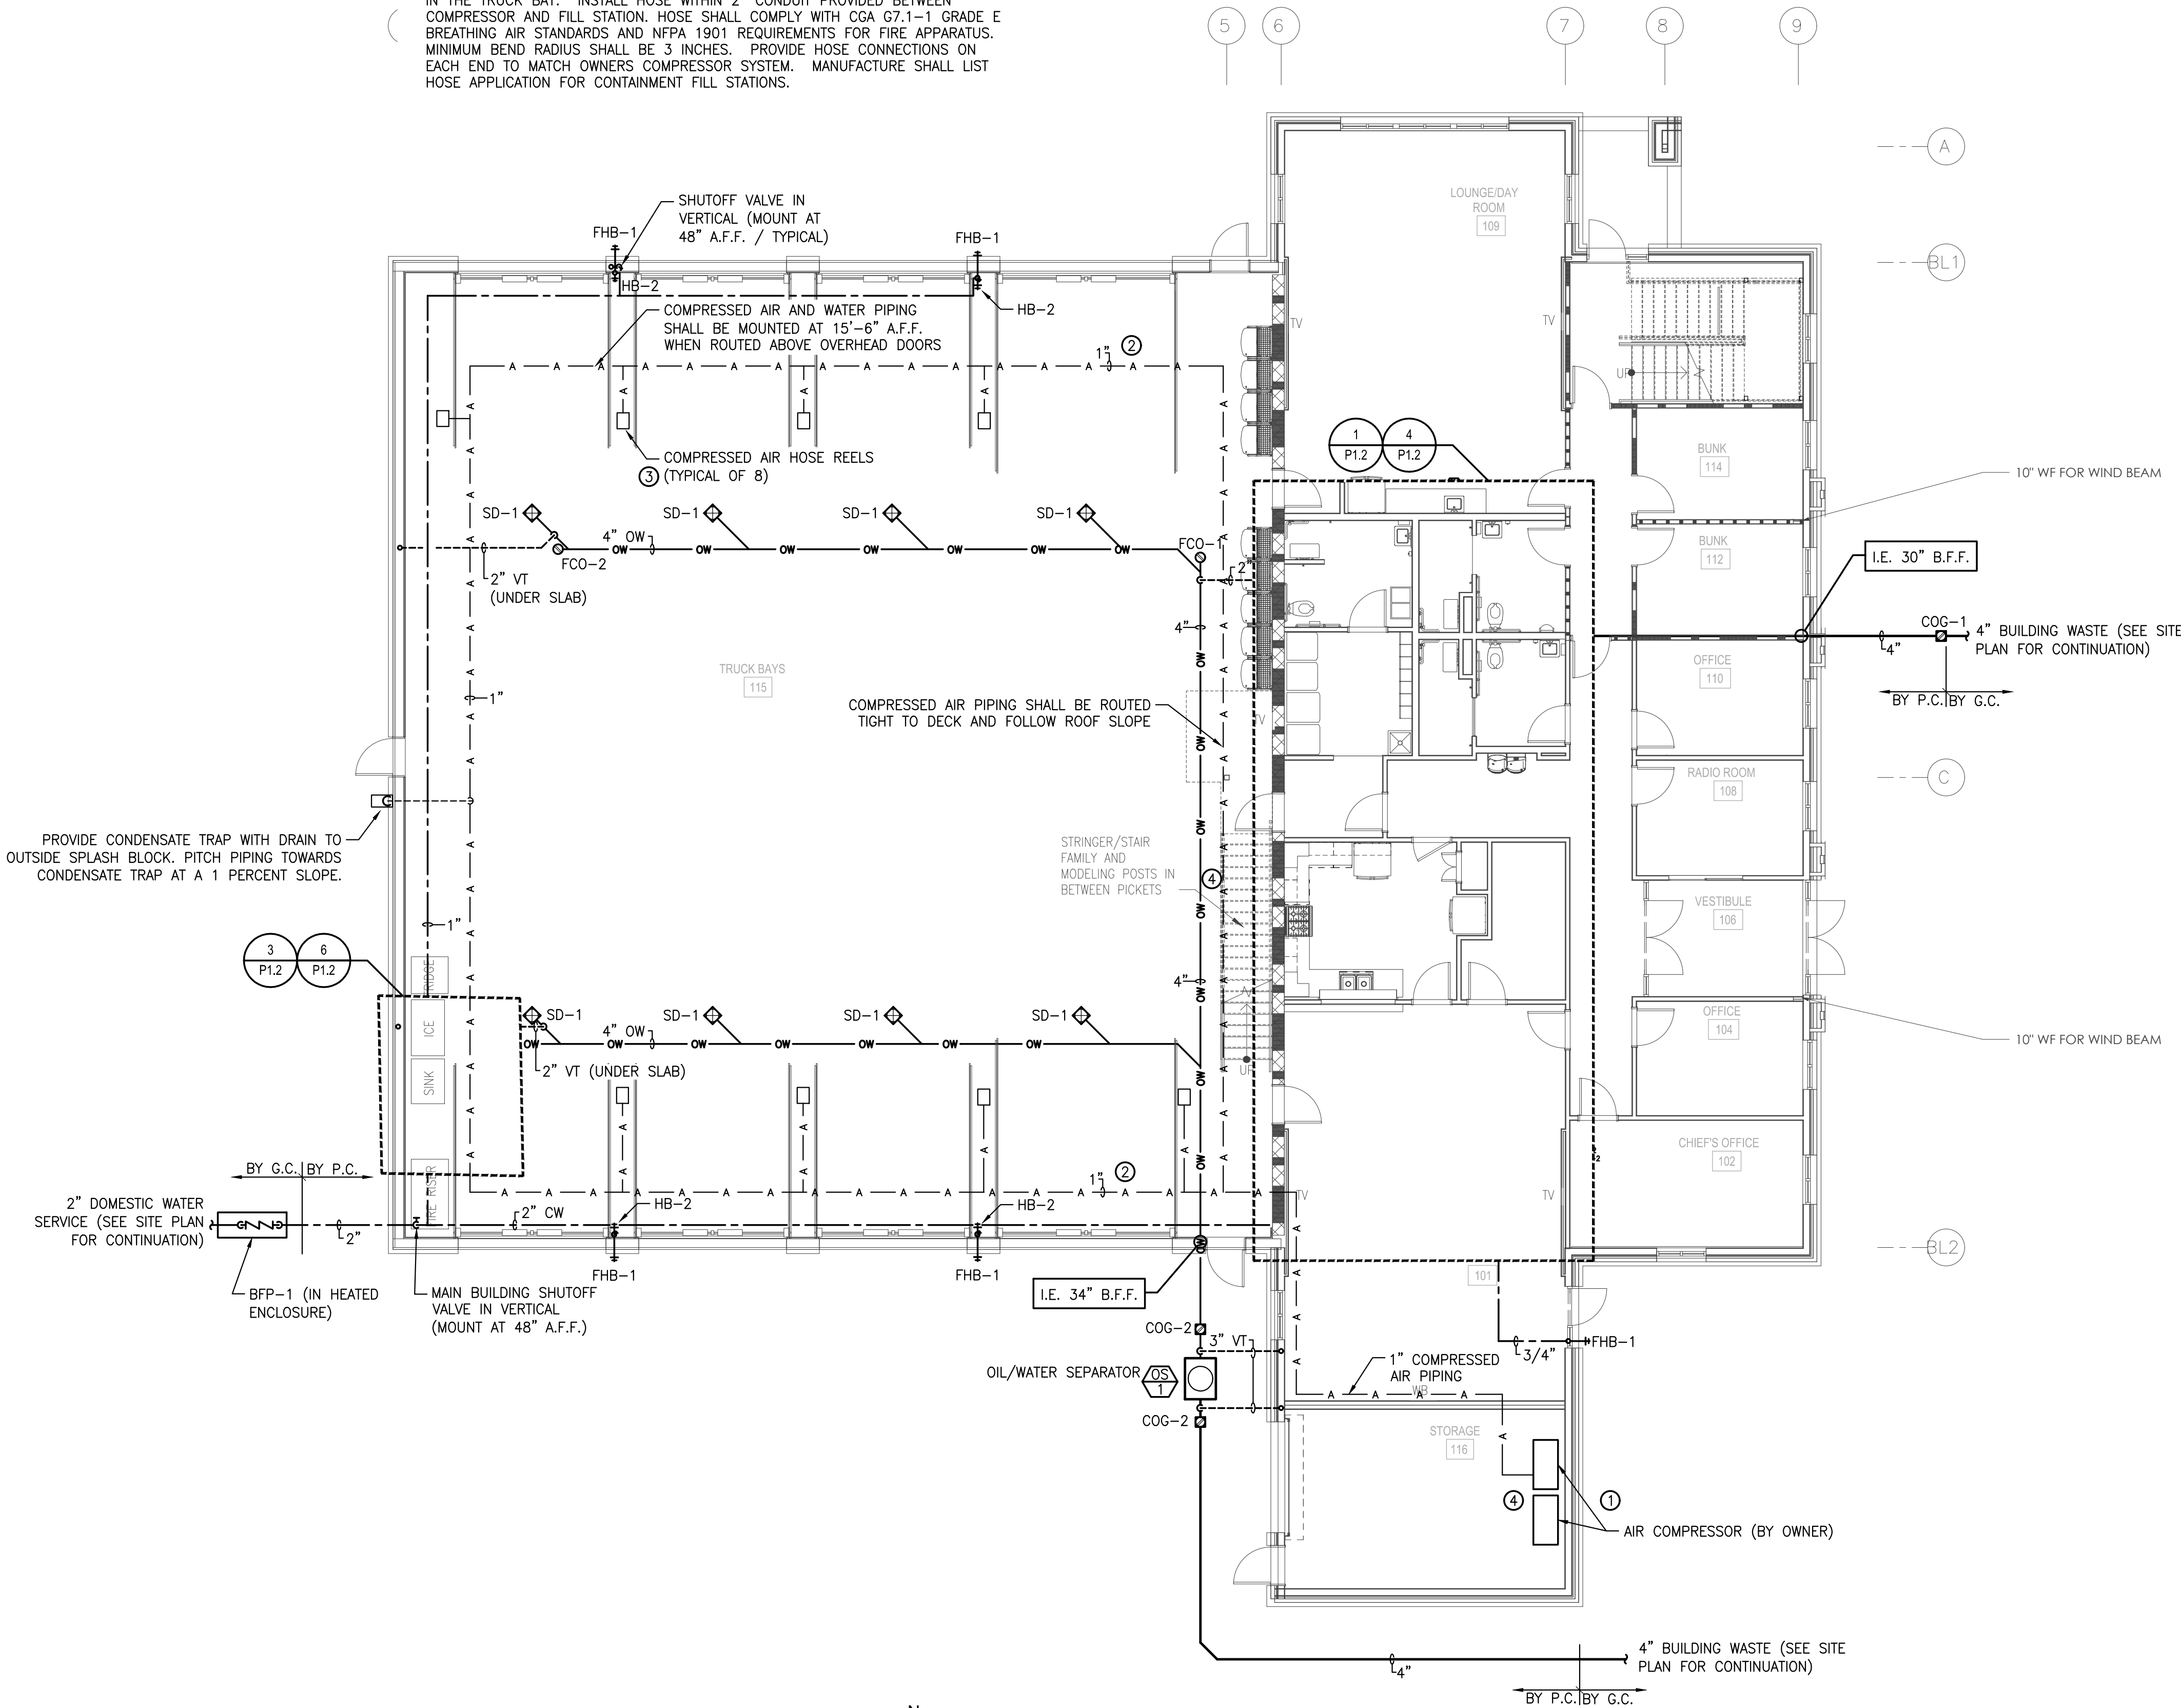 IN THE TRUCK BAY. INSTALL HOSE WITHIN 2" CONDUIT PROVIDED BETWEEN
COMPRESSOR AND FILL STATION. HOSE SHALL COMPLY WITH CGA G7.1-1 GRADE E
BREATHING AIR STANDARDS AND NFPA 1901 REQUIREMENTS FOR FIRE APPARATUS.
MINIMUM BEND RADIUS SHALL BE 3 INCHES. PROVIDE HOSE CONNECTIONS ON
EACH END TO MATCH OWNERS COMPRESSOR SYSTEM. MANUFACTURE SHALL LIST
HOSE APPLICATION FOR CONTAINMENT FILL STATIONS.
5
6
7
8
9
A
BL1
C
BL2
SHUTOFF VALVE IN
VERTICAL (MOUNT AT
48" A.F.F. / TYPICAL)
FHB-1
FHB-1
HB-2
HB-2
COMPRESSED AIR AND WATER PIPING
SHALL BE MOUNTED AT 15'-6" A.F.F.
WHEN ROUTED ABOVE OVERHEAD DOORS
1"
2
COMPRESSED AIR HOSE REELS
3 (TYPICAL OF 8)
LOUNGE/DAY
ROOM
109
TV
TV
UP
1
P1.2
4
P1.2
BUNK
114
10" WF FOR WIND BEAM
SD-1
SD-1
SD-1
SD-1
4" OW
FCO-2
FCO-1
2" VT
(UNDER SLAB)
2"
4"
BUNK
112
I.E. 30" B.F.F.
COG-1
4" BUILDING WASTE (SEE SITE
PLAN FOR CONTINUATION)
4"
BY P.C. BY G.C.
OFFICE
110
TRUCK BAYS
115
1"
COMPRESSED AIR PIPING SHALL BE ROUTED
TIGHT TO DECK AND FOLLOW ROOF SLOPE
TV
RADIO ROOM
108
PROVIDE CONDENSATE TRAP WITH DRAIN TO
OUTSIDE SPLASH BLOCK. PITCH PIPING TOWARDS
CONDENSATE TRAP AT A 1 PERCENT SLOPE.
STRINGER/STAIR
FAMILY AND
MODELING POSTS IN
BETWEEN PICKETS
4
VESTIBULE
106
1"
3
P1.2
6
P1.2
FRIDGE
ICE
SINK
FIRE RISER
4"
SD-1
SD-1
SD-1
SD-1
4" OW
2" VT (UNDER SLAB)
UP
OFFICE
104
10" WF FOR WIND BEAM
CHIEF'S OFFICE
102
1"
2
BY G.C. BY P.C.
2" DOMESTIC WATER
SERVICE (SEE SITE PLAN
FOR CONTINUATION)
2"
2" CW
HB-2
HB-2
TV
TV
BFP-1 (IN HEATED
ENCLOSURE)
MAIN BUILDING SHUTOFF
VALVE IN VERTICAL
(MOUNT AT 48" A.F.F.)
FHB-1
FHB-1
I.E. 34" B.F.F.
101
COG-2
3" VT
FHB-1
3/4"
OIL/WATER SEPARATOR
OS
1
1" COMPRESSED
AIR PIPING
WB
COG-2
STORAGE
116
4
1
AIR COMPRESSOR (BY OWNER)
4"
4" BUILDING WASTE (SEE SITE
PLAN FOR CONTINUATION)
BY P.C. BY G.C.